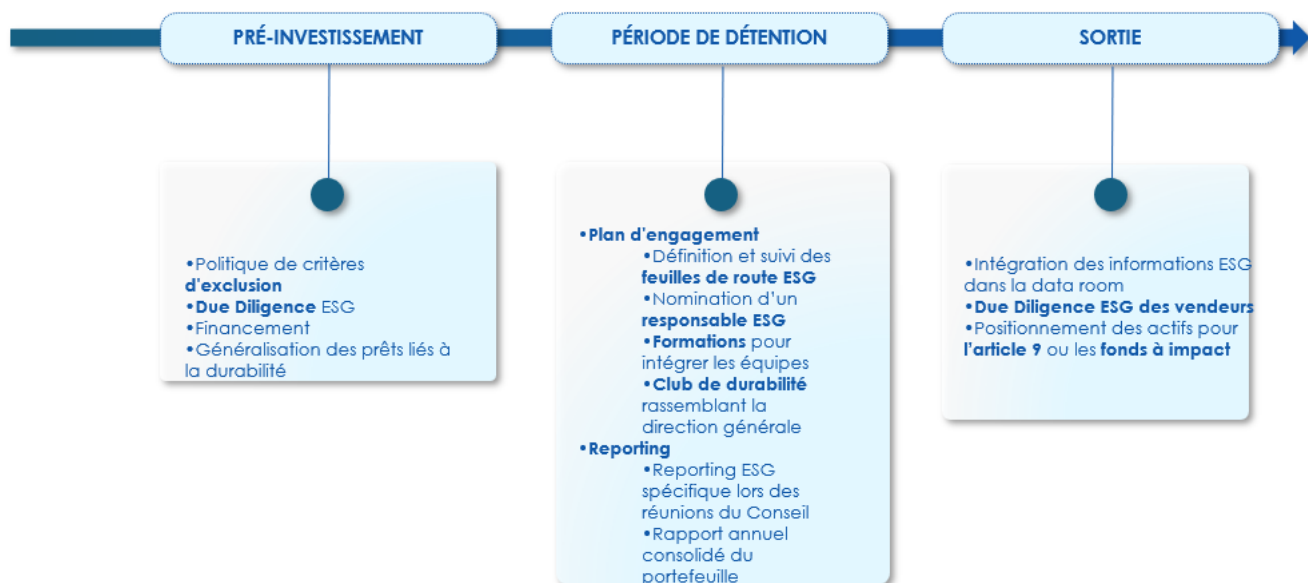 PRÉ-INVESTISSEMENT
PÉRIODE DE DÉTENTION
SORTIE
•Politique de critères
d'exclusion
•Due Diligence ESG
•Financement
•Généralisation des prêts liés à
la durabilité
•Plan d'engagement
•Définition et suivi des
feuilles de route ESG
•Nomination d'un
responsable ESG
•Formations pour
intégrer les équipes
•Club de durabilité
rassemblant la
direction générale
•Reporting
•Reporting ESG
spécifique lors des
réunions du Conseil
•Rapport annuel
consolidé du
portefeuille
•Intégration des informations ESG
dans la data room
•Due Diligence ESG des vendeurs
•Positionnement des actifs pour
l'article 9 ou les fonds à impact